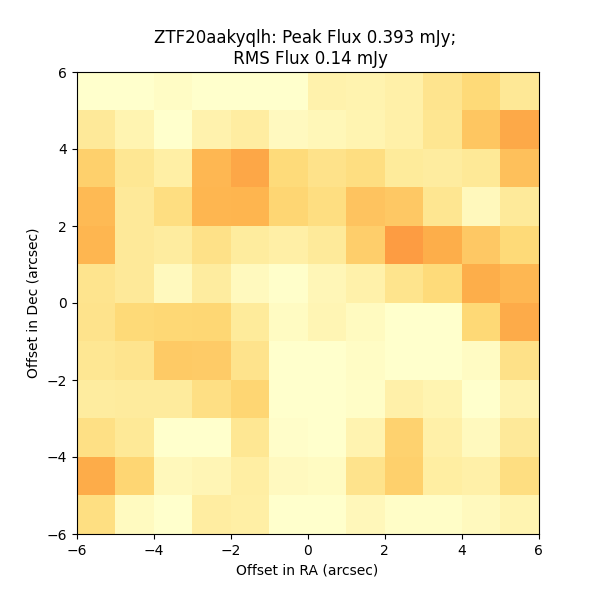 ZTF20aakyqlh: Peak Flux 0.393 mJy;
RMS Flux 0.14 mJy
6
4
2
0
−2
−4
−6
Offset in Dec (arcsec)
−6 −4 −2 0 2 4 6
Offset in RA (arcsec)